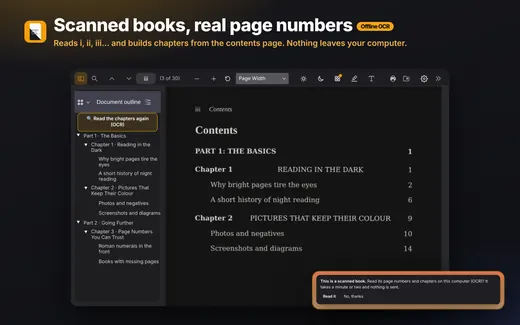 Scanned books, real page numbers Offline OCR
Reads i, ii, iii... and builds chapters from the contents page. Nothing leaves your computer.
iii (3 of 30) Page Width
Document outline
Read the chapters again (OCR)
Part 1 · The Basics
Chapter 1 · Reading in the
Dark
Why bright pages tire the
eyes
A short history of night
reading
Chapter 2 · Pictures That
Keep Their Colour
Photos and negatives
Screenshots and diagrams
Part 2 · Going Further
Chapter 3 · Page Numbers
You Can Trust
Roman numerals in the
front
Books with missing pages
iii Contents
Contents
PART 1: THE BASICS 1
Chapter 1 READING IN THE DARK 1
Why bright pages tire the eyes 2
A short history of night reading 6
Chapter 2 PICTURES THAT KEEP THEIR COLOUR 9
Photos and negatives 10
Screenshots and diagrams 14
This is a scanned book. Read its page numbers and chapters on this computer (OCR)? It
takes a minute or two and nothing is sent.
Read it No, thanks